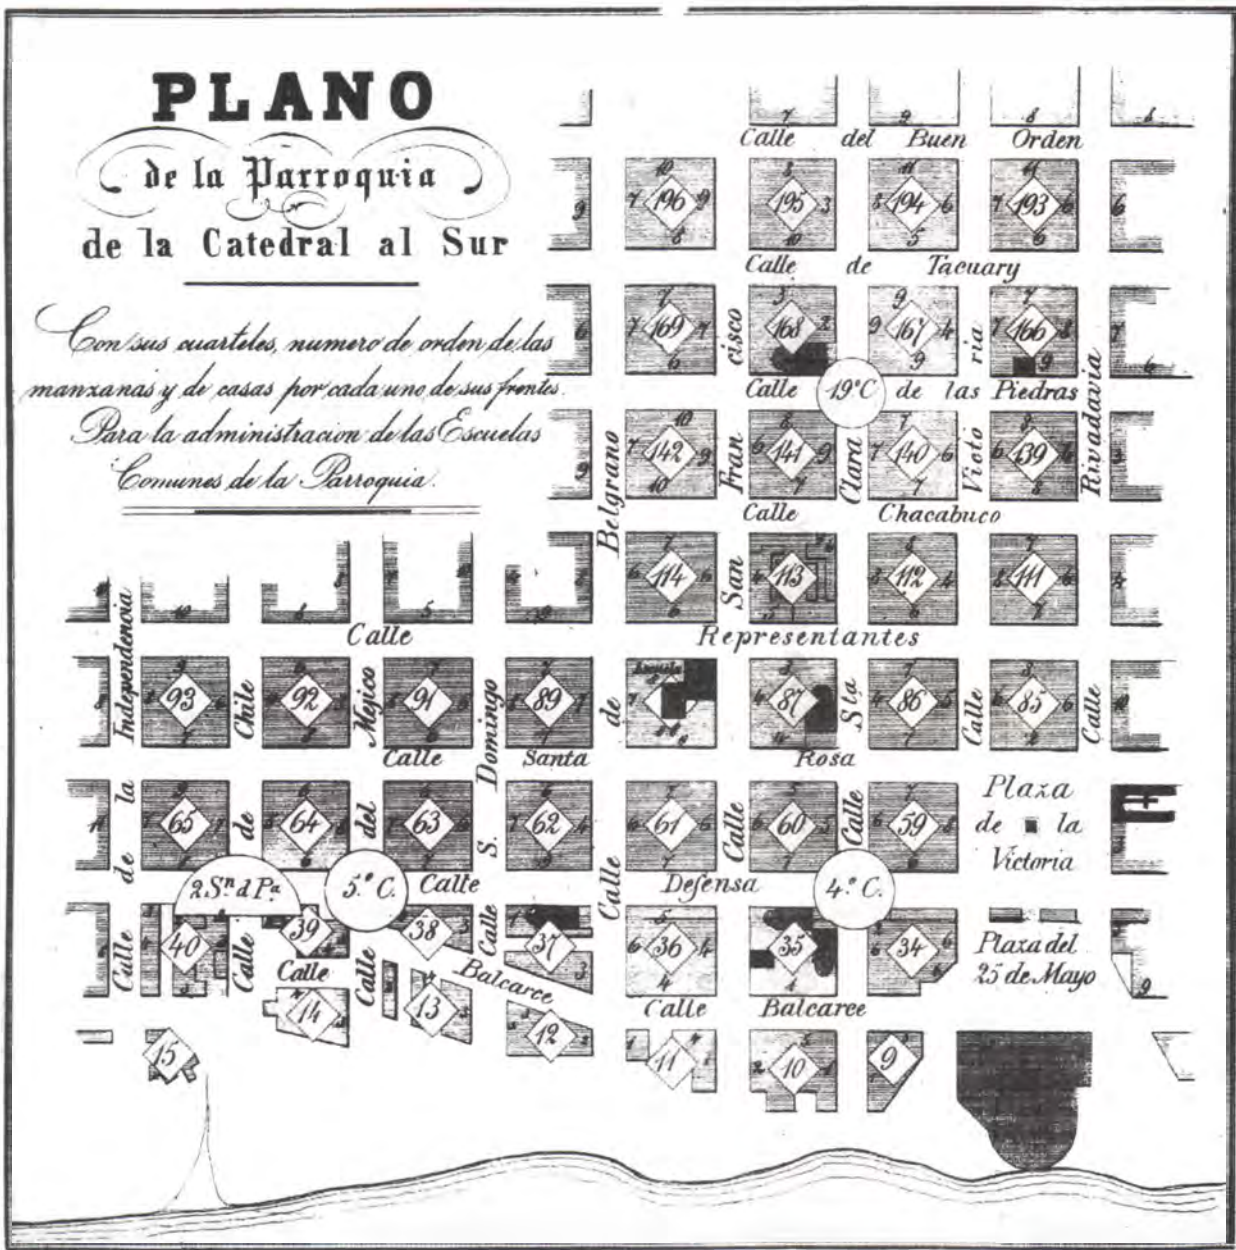 PLANO
de la Parroquia
de la Catedral al Sur
Con sus cuarteles, numero de orden de las
manzanas y de casas por cada uno de sus frentes.
Para la administracion de las Escuelas
Comunes de la Parroquia.
Calle del Buen Orden
196 195 194 193
Calle de Tacuary
169 168 167 166
Calle de las Piedras
19º C
142 141 140 139
Calle Chacabuco
114 113 112 111
Calle Representantes
93 92 91 89 87 86 85
Calle Santa Rosa
65 64 63 62 61 60 59
Plaza
de la
Victoria
Calle Defensa
2 Sn. d Pa.
5.º C.
4.º C.
40 39 38 37 36 35 34
Plaza del
25 de Mayo
Calle Balcarce
Calle Balcarce
15 14 13 12 11 10 9
Calle de la Independencia
Calle de Chile
Calle del Mejico
Calle S. Domingo
Calle de Belgrano
Calle San Francisco
Calle Sta Clara
Calle Victoria
Calle Rivadavia